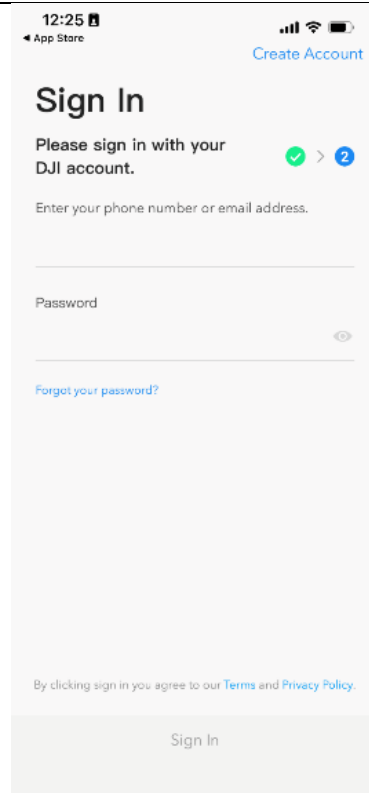 12:25
◀ App Store
Create Account
Sign In
Please sign in with your
DJI account.
2
Enter your phone number or email address.
Password
Forgot your password?
By clicking sign in you agree to our Terms and Privacy Policy.
Sign In